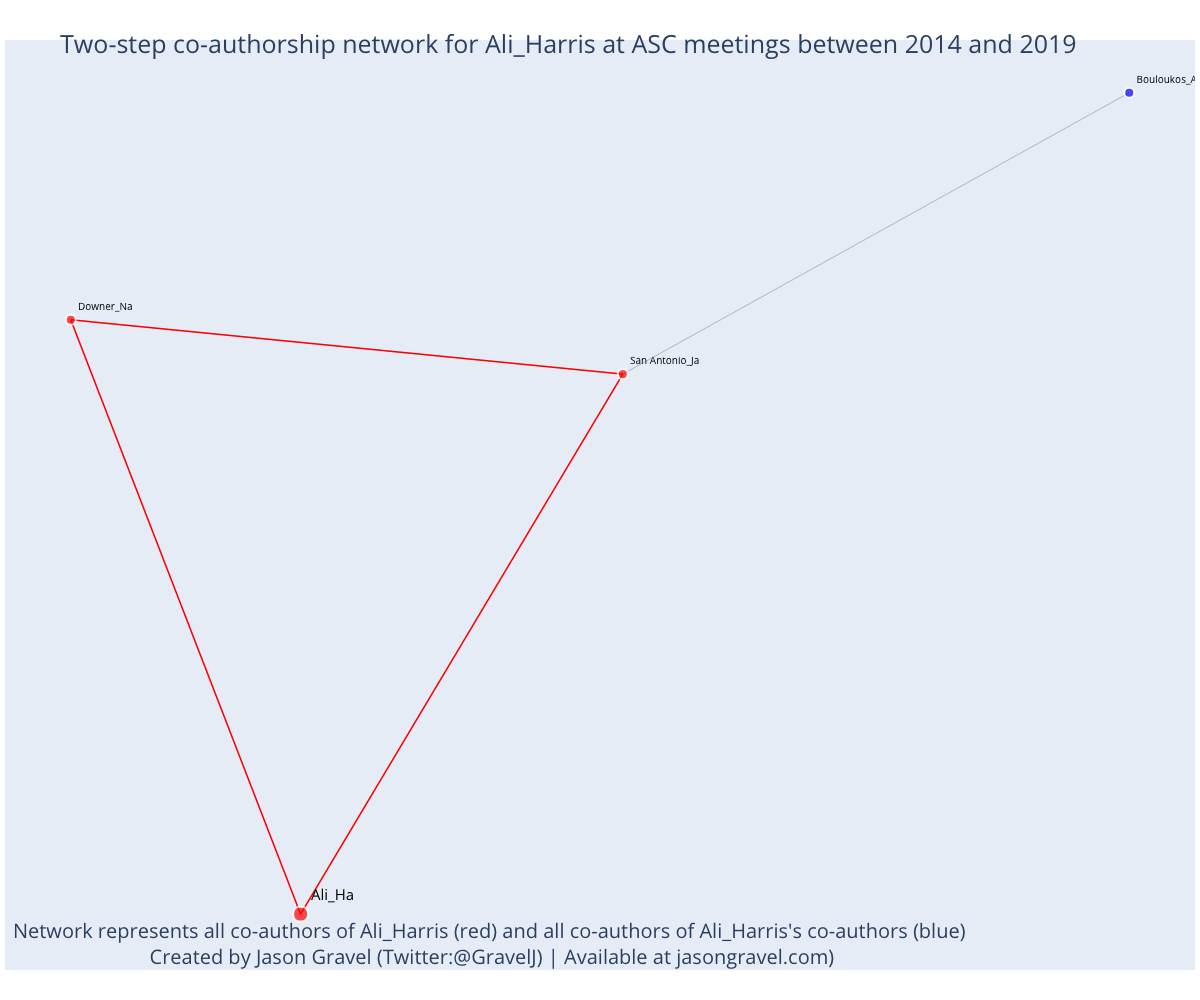 Two-step co-authorship network for Ali_Harris at ASC meetings between 2014 and 2019
Bouloukos_A
Downer_Na
San Antonio_Ja
Ali_Ha
Network represents all co-authors of Ali_Harris (red) and all co-authors of Ali_Harris's co-authors (blue)
Created by Jason Gravel (Twitter:@GravelJ) | Available at jasongravel.com)